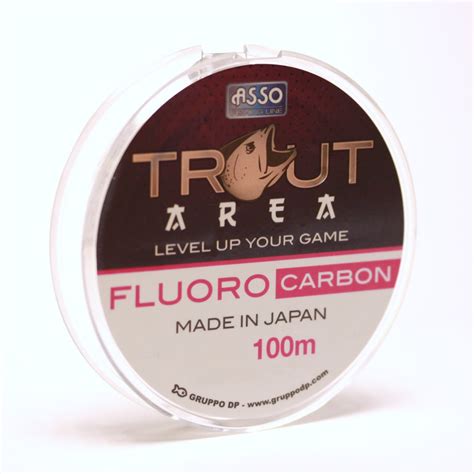 ASSO
FISHING LINE
TROUT
AREA
LEVEL UP YOUR GAME
FLUORO CARBON
MADE IN JAPAN
100m
GRUPPO DP - www.gruppodp.com